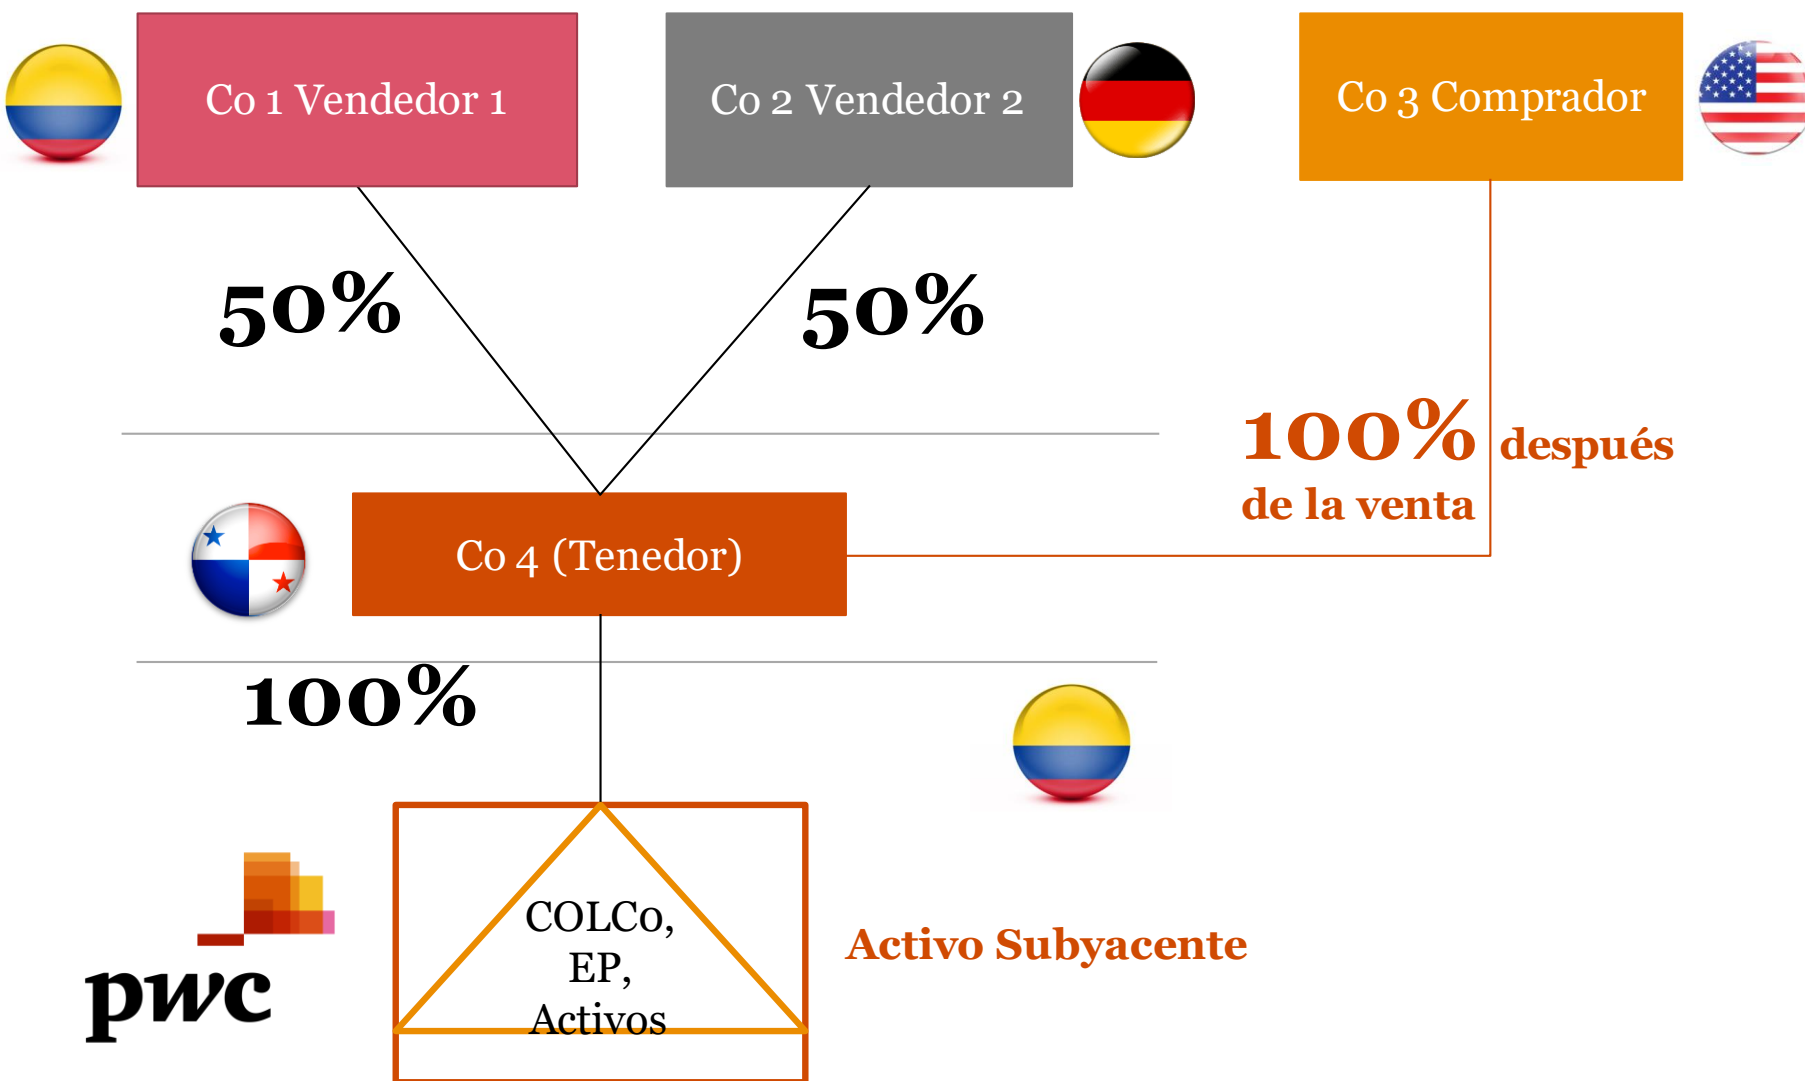 Co 1 Vendedor 1
Co 2 Vendedor 2
Co 3 Comprador
50%
50%
100% después
de la venta
Co 4 (Tenedor)
100%
COLCo,
EP,
Activos
Activo Subyacente
pwc